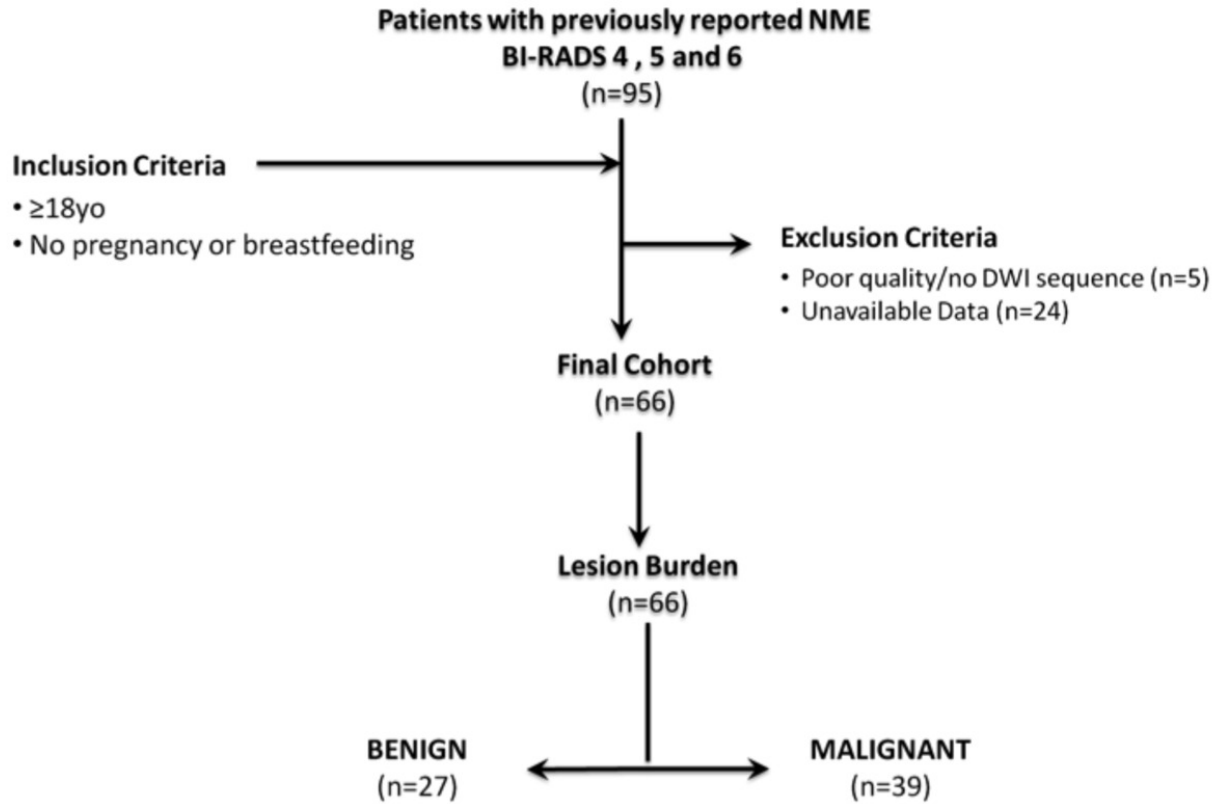 Patients with previously reported NME
BI-RADS 4 , 5 and 6
(n=95)
Inclusion Criteria
• ≥18yo
• No pregnancy or breastfeeding
Exclusion Criteria
• Poor quality/no DWI sequence (n=5)
• Unavailable Data (n=24)
Final Cohort
(n=66)
Lesion Burden
(n=66)
BENIGN
(n=27)
MALIGNANT
(n=39)